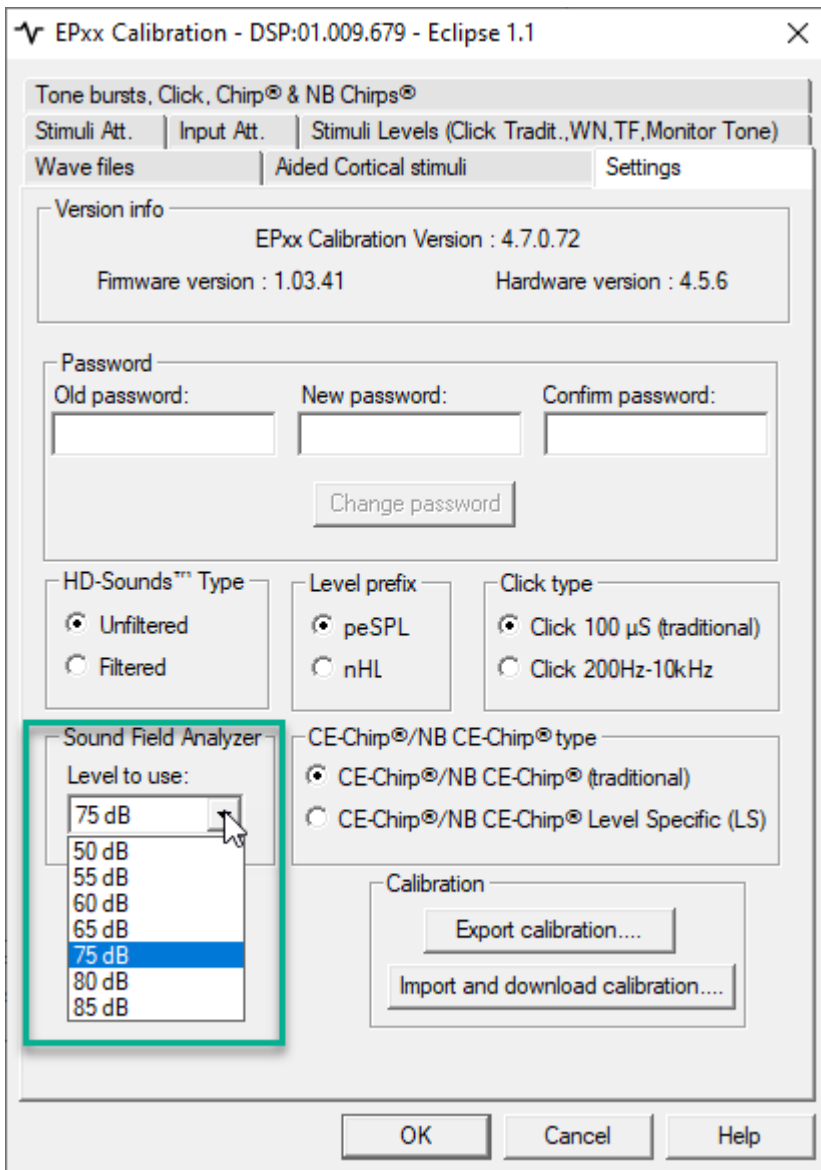 EPxx Calibration - DSP:01.009.679 - Eclipse 1.1
Tone bursts, Click, Chirp® & NB Chirps®
Stimuli Att. Input Att. Stimuli Levels (Click Tradit.,WN,TF,Monitor Tone)
Wave files Aided Cortical stimuli Settings
Version info
EPxx Calibration Version : 4.7.0.72
Firmware version : 1.03.41 Hardware version : 4.5.6
Password
Old password: New password: Confirm password:
Change password
HD-Sounds™ Type Level prefix Click type
Unfiltered peSPL Click 100 µS (traditional)
Filtered nHL Click 200Hz-10kHz
Sound Field Analyzer CE-Chirp®/NB CE-Chirp® type
Level to use: CE-Chirp®/NB CE-Chirp® (traditional)
75 dB CE-Chirp®/NB CE-Chirp® Level Specific (LS)
50 dB
55 dB
60 dB
65 dB
75 dB
80 dB
85 dB
Calibration
Export calibration....
Import and download calibration....
OK Cancel Help